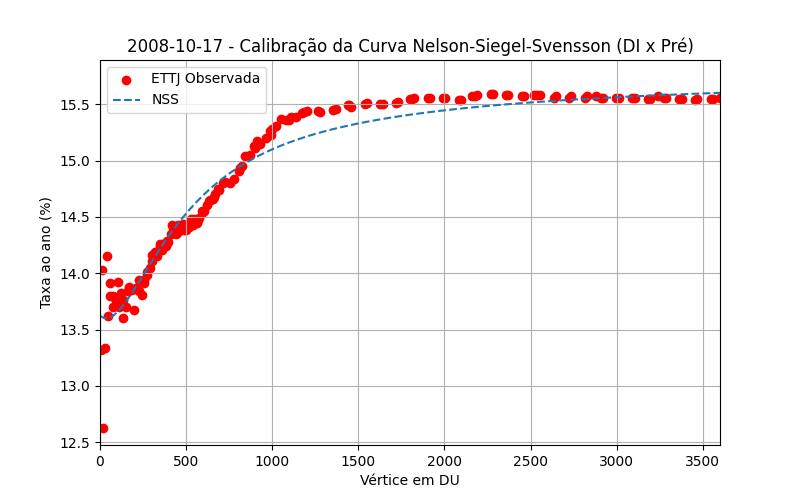 2008-10-17 - Calibração da Curva Nelson-Siegel-Svensson (DI x Pré)
ETTJ Observada
NSS
Taxa ao ano (%)
15.5
15.0
14.5
14.0
13.5
13.0
12.5
0 500 1000 1500 2000 2500 3000 3500
Vértice em DU